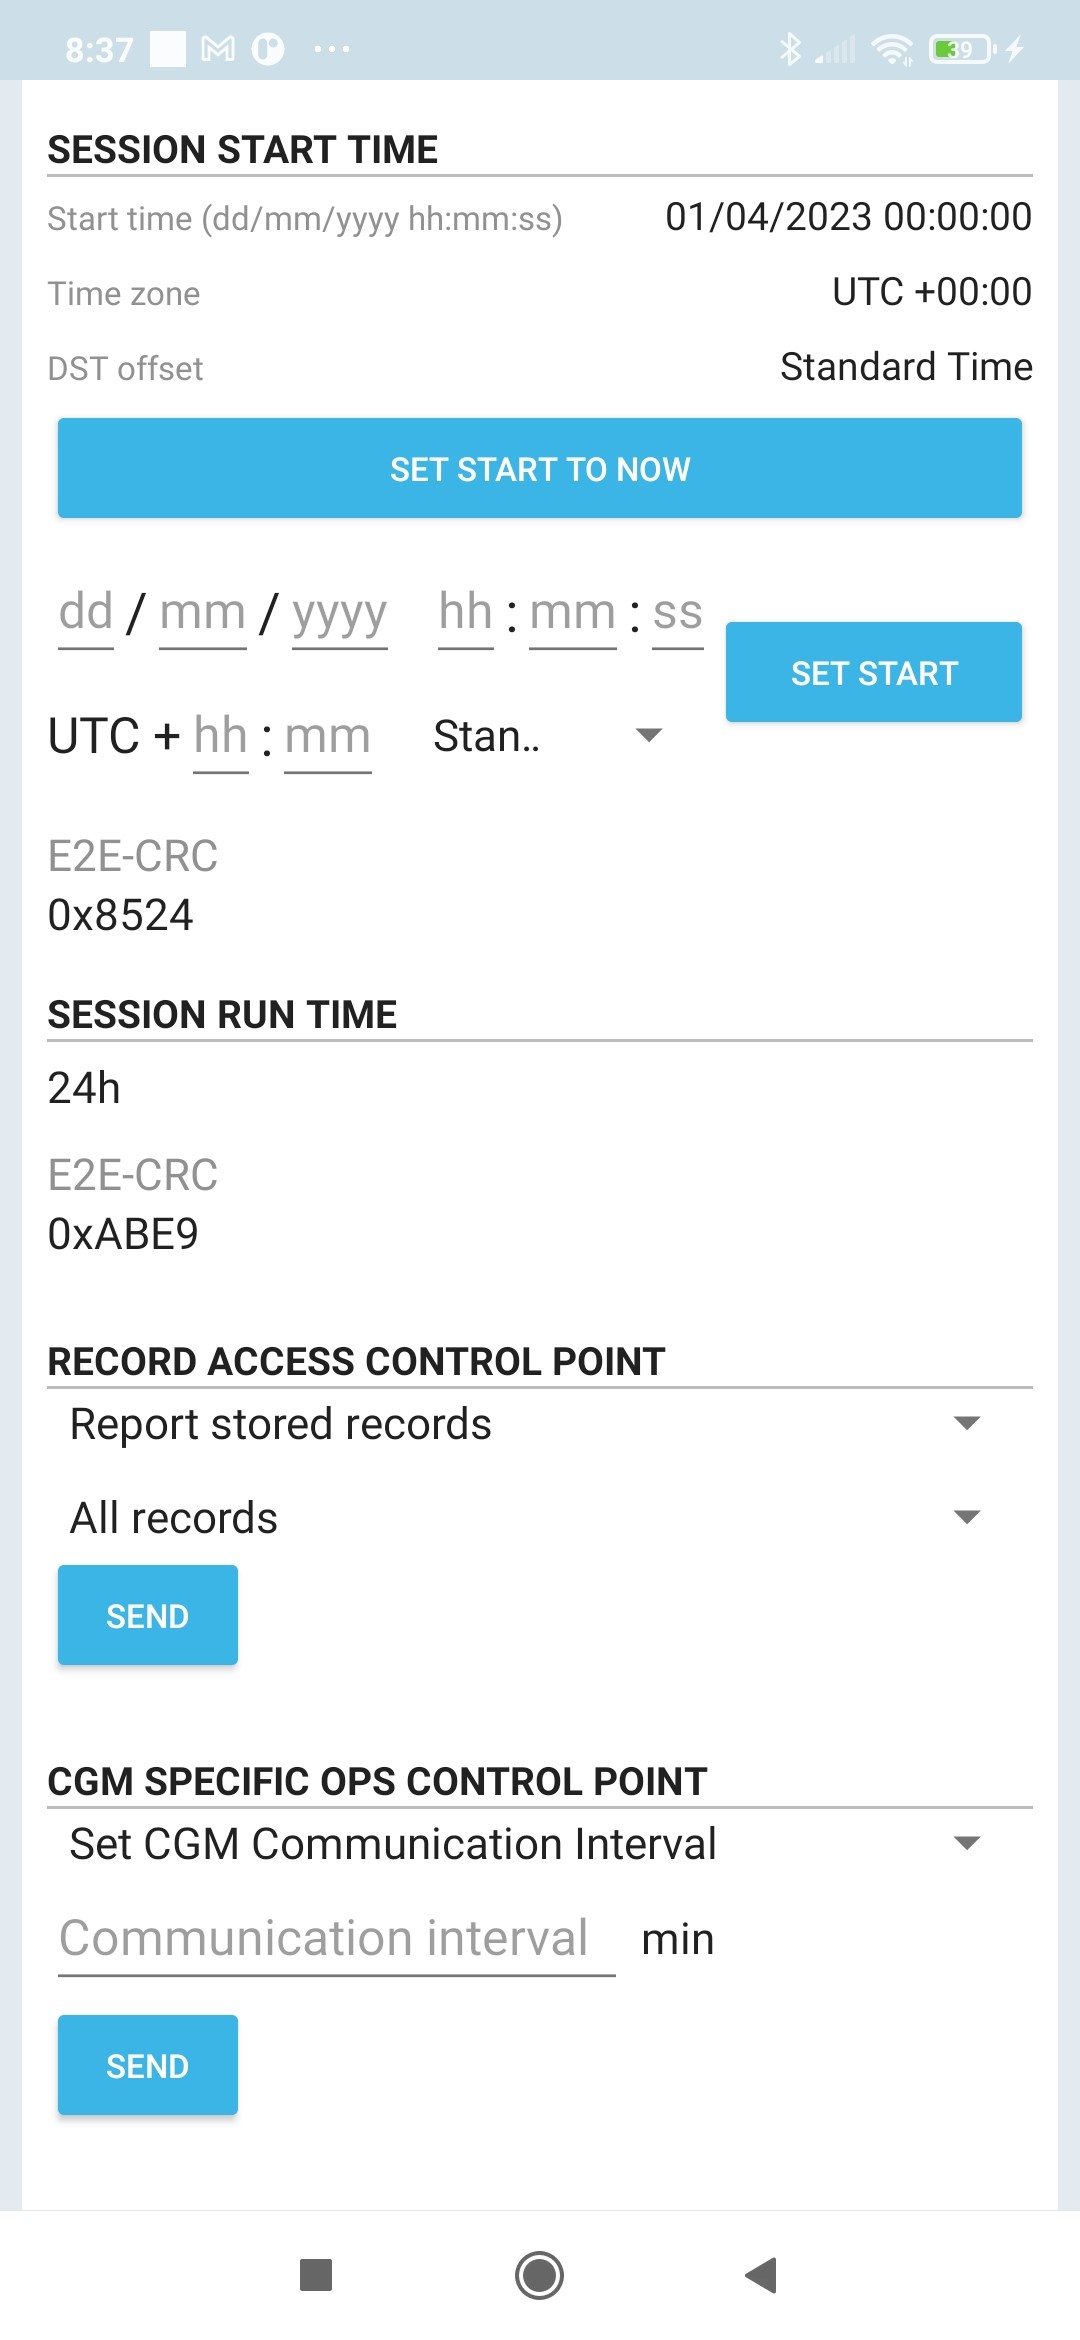 8:37
39
SESSION START TIME
Start time (dd/mm/yyyy hh:mm:ss) 01/04/2023 00:00:00
Time zone UTC +00:00
DST offset Standard Time
SET START TO NOW
dd / mm / yyyy hh : mm : ss
SET START
UTC + hh : mm Stan..
E2E-CRC
0x8524
SESSION RUN TIME
24h
E2E-CRC
0xABE9
RECORD ACCESS CONTROL POINT
Report stored records
All records
SEND
CGM SPECIFIC OPS CONTROL POINT
Set CGM Communication Interval
Communication interval min
SEND